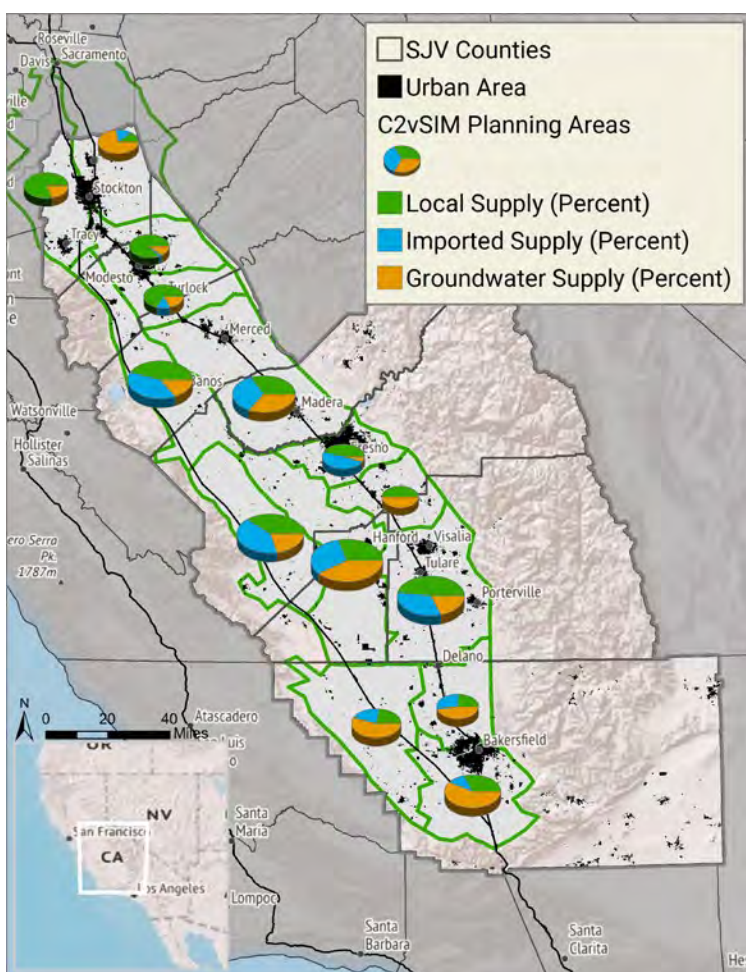 Roseville
Sacramento
Davis
SJV Counties
Urban Area
C2vSIM Planning Areas
Local Supply (Percent)
Imported Supply (Percent)
Groundwater Supply (Percent)
Stockton
Tracy
Modesto
Turlock
Merced
Watsonville
Hollister
Salinas
Madera
Hanford
Visalia
Tulare
Pk.
1787m
Porterville
Delano
Bakersfield
N
0 20 40
Miles
Atascadero
OR
NV
San Francisco
CA
Los Angeles
Santa
Maria
Lompoc
Santa
Barbara
Santa
Clarita